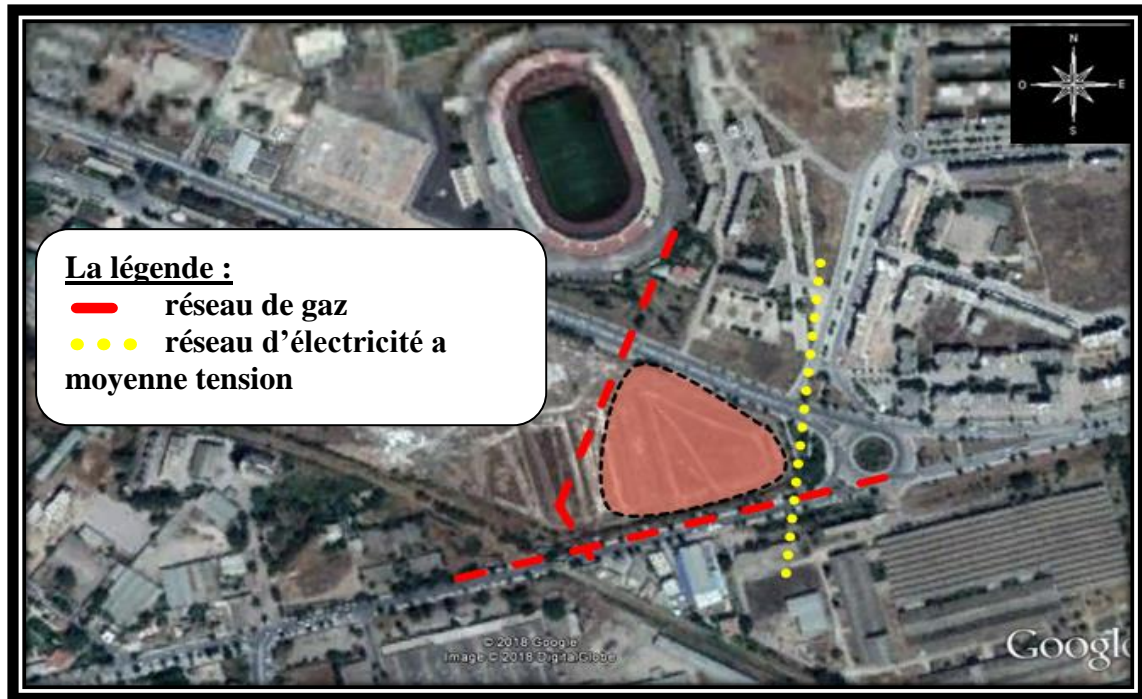 N
O E
S
La légende :
réseau de gaz
réseau d'électricité a
moyenne tension
© 2018 Google
Image © 2018 DigitalGlobe
Google